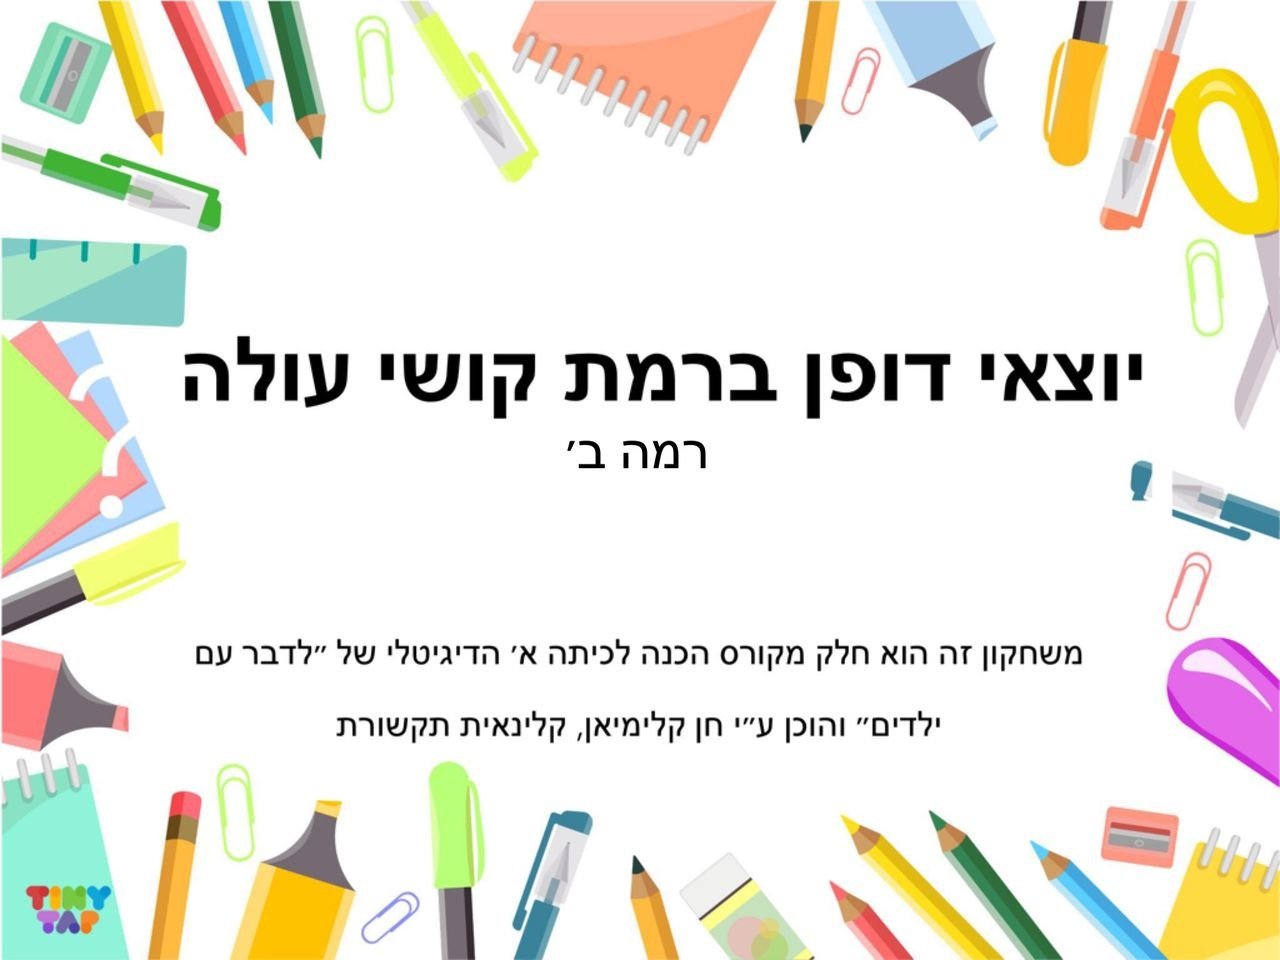 יוצאי דופן ברמת קושי עולה
רמה ב׳
משחקון זה הוא חלק מקורס הכנה לכיתה א׳ הדיגיטלי של ״לדבר עם
ילדים״ והוכן ע״י חן קלימיאן, קלינאית תקשורת
TINY
TAP